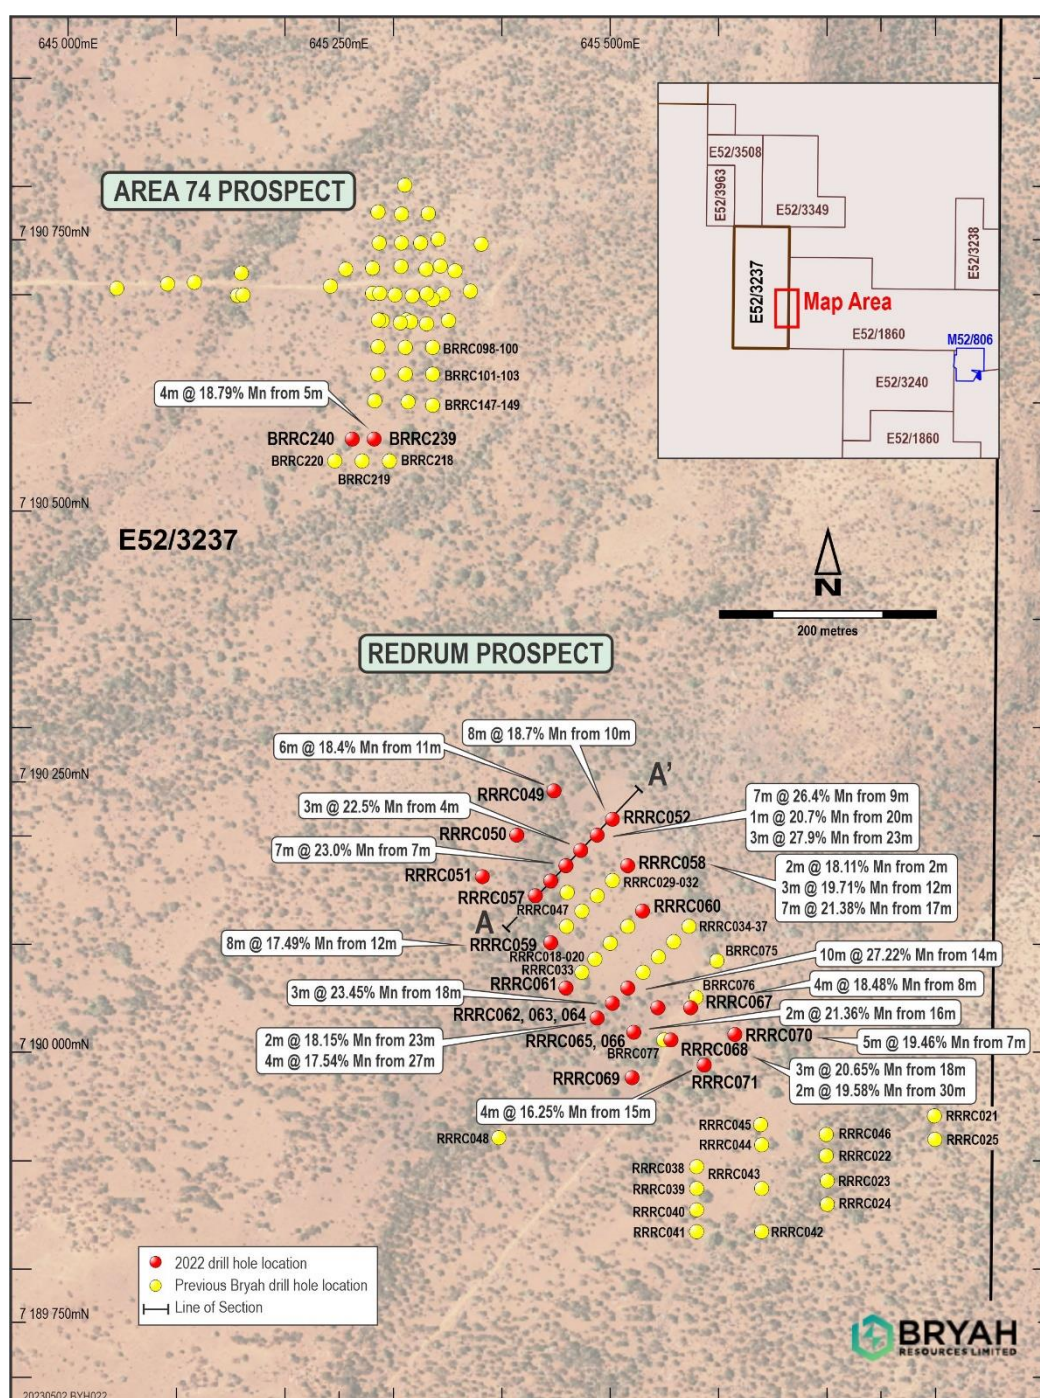 645 000mE
645 250mE
645 500mE
AREA 74 PROSPECT
7 190 750mN
E52/3508
E52/3963
E52/3349
E52/3238
E52/3237
Map Area
E52/1860
M52/806
E52/3240
E52/1860
BRRC098-100
BRRC101-103
BRRC147-149
4m @ 18.79% Mn from 5m
BRRC240
BRRC239
BRRC220
BRRC218
BRRC219
7 190 500mN
E52/3237
N
200 metres
REDRUM PROSPECT
8m @ 18.7% Mn from 10m
6m @ 18.4% Mn from 11m
7 190 250mN
A'
RRRC049
7m @ 26.4% Mn from 9m
1m @ 20.7% Mn from 20m
3m @ 27.9% Mn from 23m
3m @ 22.5% Mn from 4m
RRRC052
RRRC050
7m @ 23.0% Mn from 7m
RRRC058
2m @ 18.11% Mn from 2m
3m @ 19.71% Mn from 12m
7m @ 21.38% Mn from 17m
RRRC051
RRRC029-032
RRRC057
RRRC047
RRRC060
A
RRRC034-37
8m @ 17.49% Mn from 12m
RRRC059
RRRC018-020
BRRC075
10m @ 27.22% Mn from 14m
RRRC033
RRRC061
BRRC076
4m @ 18.48% Mn from 8m
3m @ 23.45% Mn from 18m
RRRC067
RRRC062, 063, 064
2m @ 21.36% Mn from 16m
2m @ 18.15% Mn from 23m
4m @ 17.54% Mn from 27m
RRRC065, 066
RRRC070
5m @ 19.46% Mn from 7m
7 190 000mN
BRRC077
RRRC068
RRRC069
RRRC071
3m @ 20.65% Mn from 18m
2m @ 19.58% Mn from 30m
4m @ 16.25% Mn from 15m
RRRC021
RRRC045
RRRC046
RRRC048
RRRC044
RRRC025
RRRC022
RRRC038
RRRC043
RRRC023
RRRC039
RRRC024
RRRC040
RRRC041
RRRC042
2022 drill hole location
Previous Bryah drill hole location
Line of Section
7 189 750mN
BRYAH
RESOURCES LIMITED
20230502 BYH022